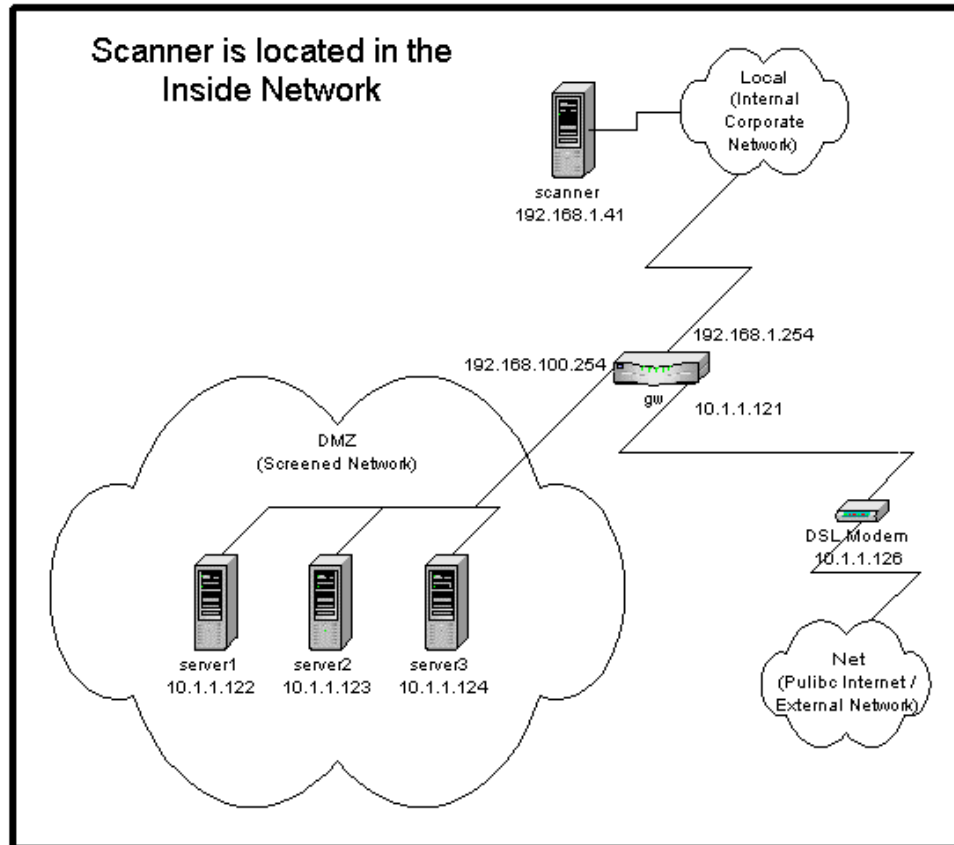 Scanner is located in the
Inside Network
Local
(Internal
Corporate
Network)
scanner
192.168.1.41
192.168.1.254
192.168.100.254
gw
10.1.1.121
DMZ
(Screened Network)
DSL Modem
10.1.1.126
server1
10.1.1.122
server2
10.1.1.123
server3
10.1.1.124
Net
(Pulibc Internet /
External Network)